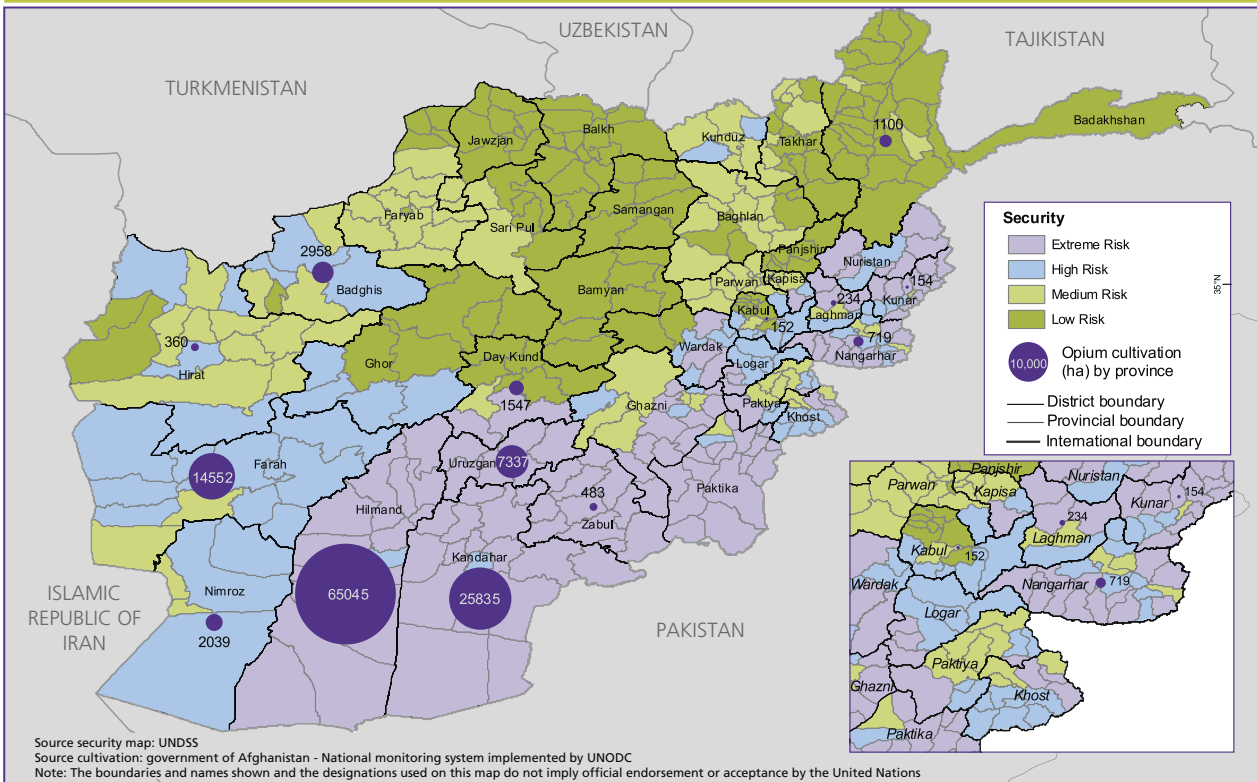 UZBEKISTAN
TAJIKISTAN
TURKMENISTAN
Badakhshan
1100
Balkh
Jawzjan
Kunduz
Takhar
Faryab
Samangan
Baghlan
Sari Pul
Panjshir
2958
Badghis
Bamyan
Parwan
Kapisa
Nuristan
154
Kunar
234
Laghman
Kabul
152
719
Nangarhar
360
Hirat
Ghor
Day Kund
1547
Wardak
Logar
Ghazni
Paktya
Khost
14552
Farah
Uruzgan
7337
Hilmand
483
Zabul
Paktika
Kandahar
Nimroz
65045
25835
2039
ISLAMIC
REPUBLIC OF
IRAN
PAKISTAN
Security
Extreme Risk
High Risk
Medium Risk
Low Risk
10,000
Opium cultivation
(ha) by province
District boundary
Provincial boundary
International boundary
35°N
Panjshir
Parwan
Kapisa
Nuristan
Kunar
154
234
Laghman
Kabul
152
Wardak
Nangarhar
719
Logar
Paktiya
Ghazni
Khost
Paktika
Source security map: UNDSS
Source cultivation: government of Afghanistan - National monitoring system implemented by UNODC
Note: The boundaries and names shown and the designations used on this map do not imply official endorsement or acceptance by the United Nations